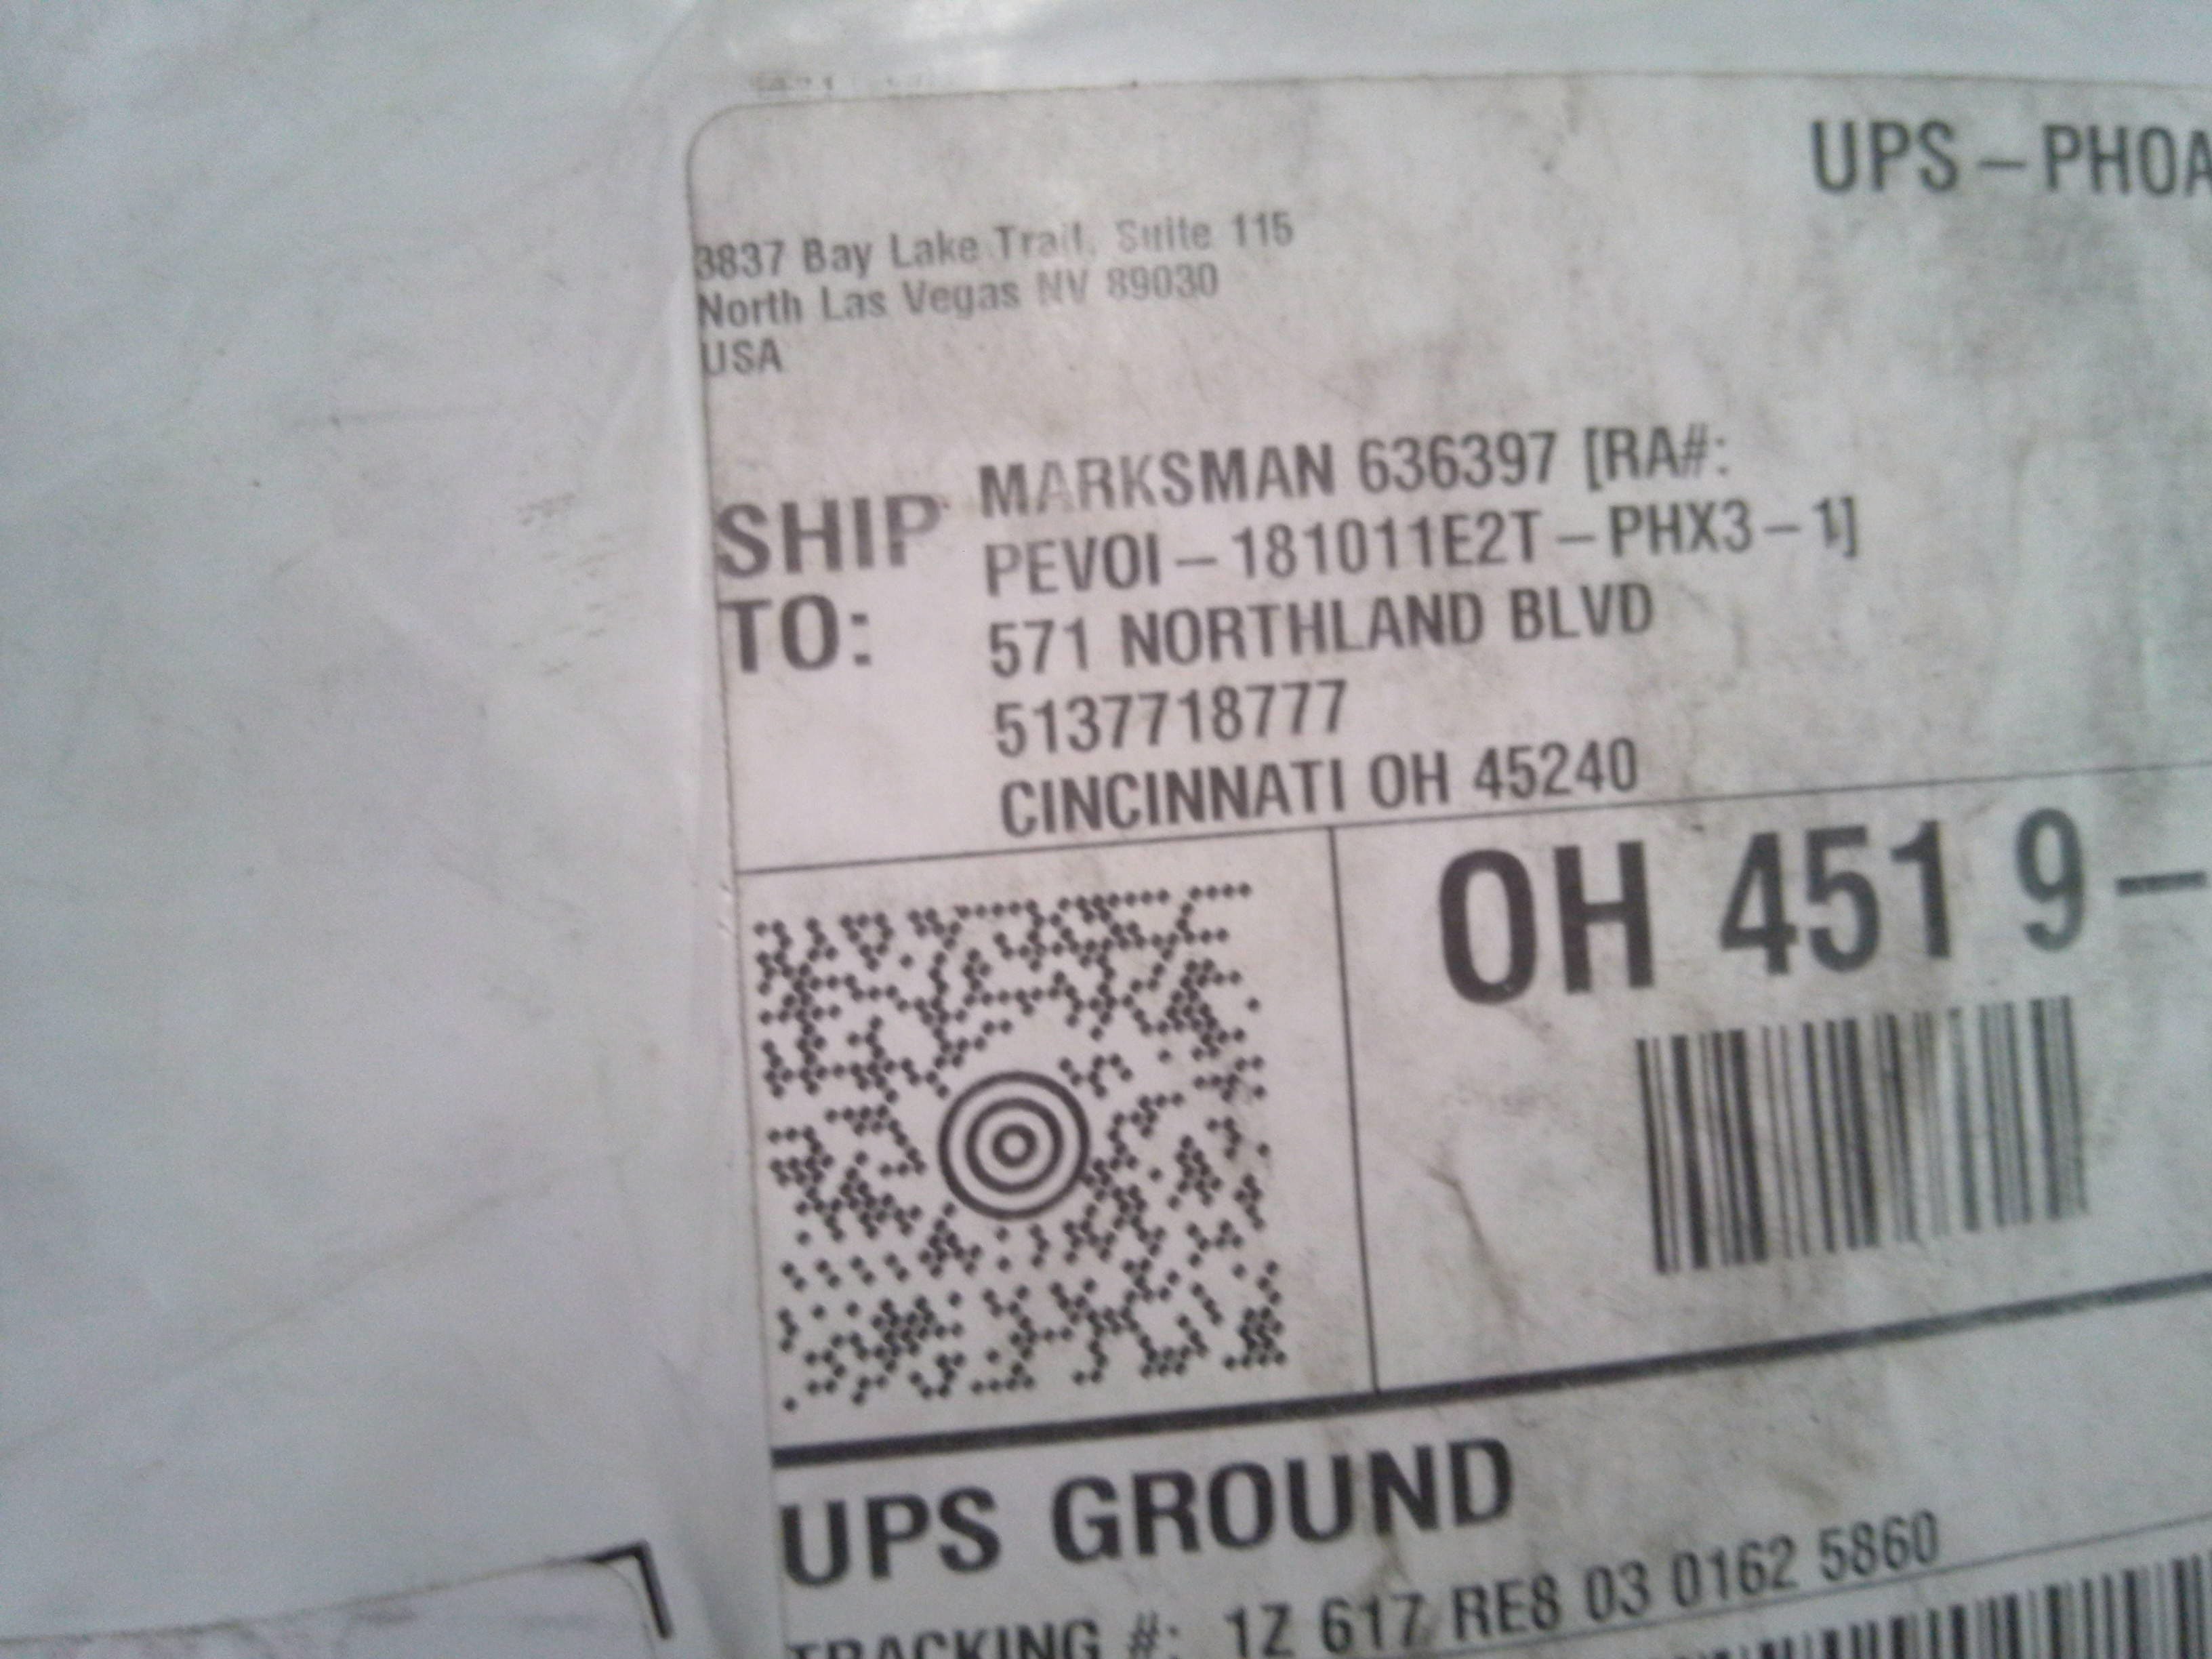 UPS – PHOA
3837 Bay Lake Trail, Suite 115
North Las Vegas NV 89030
USA
SHIP TO:
MARKSMAN 636397 [RA#:
PEVOI – 181011E2T – PHX3 – 1]
571 NORTHLAND BLVD
5137718777
CINCINNATI OH 45240
OH 451 9 –
UPS GROUND
TRACKING #: 1Z 617 RE8 03 0162 5860